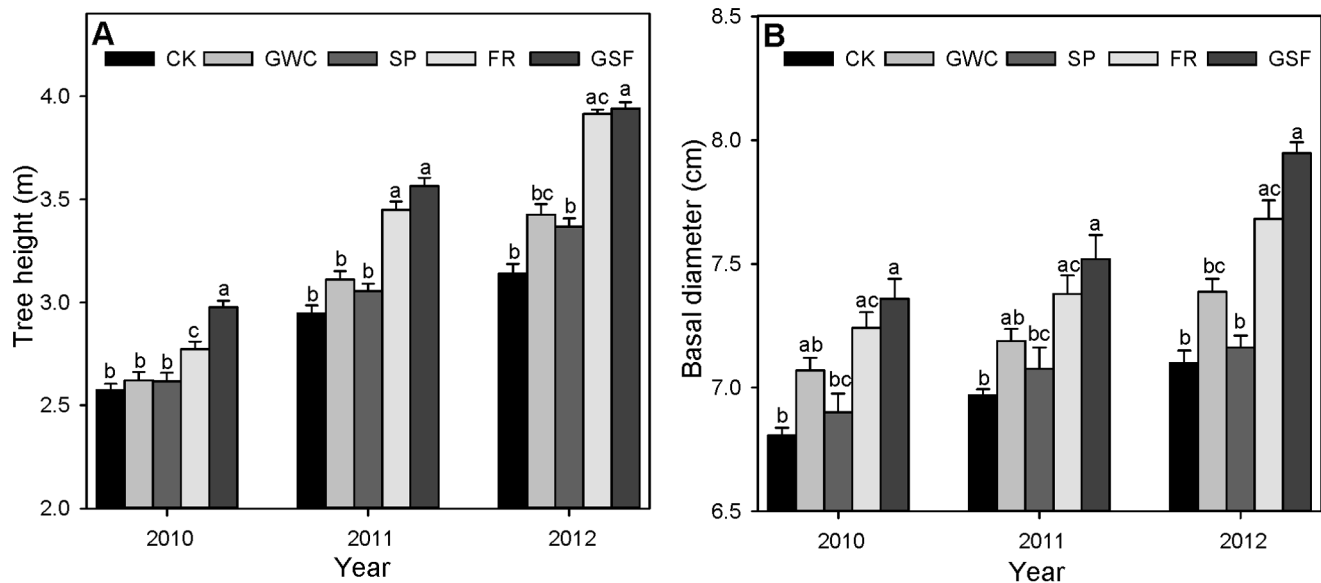 A
CK GWC SP FR GSF
Tree height (m)
4.0
3.5
3.0
2.5
2.0
b b b c a
b b b a a
b bc b ac a
2010 2011 2012
Year
B
CK GWC SP FR GSF
Basal diameter (cm)
8.5
8.0
7.5
7.0
6.5
b ab bc ac a
b ab bc ac a
b bc b ac a
2010 2011 2012
Year